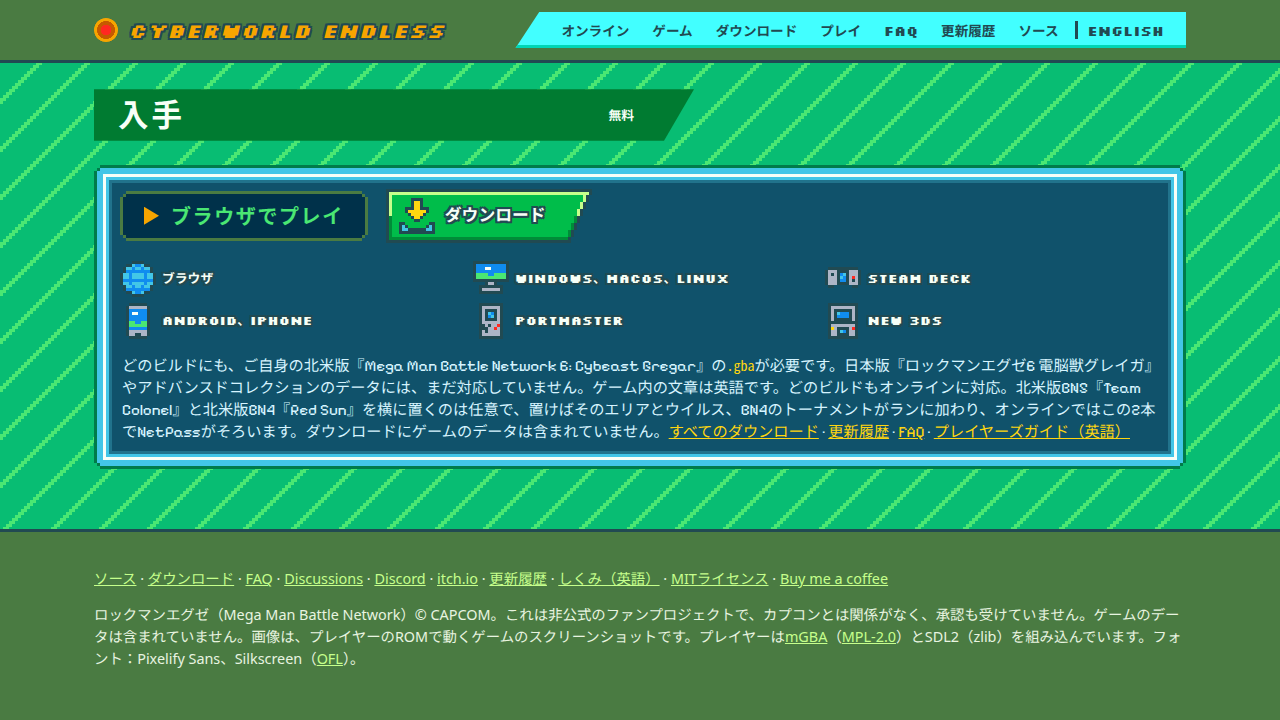 CYBERWORLD ENDLESS
オンライン ゲーム ダウンロード プレイ FAQ 更新履歴 ソース ENGLISH
入手 無料
ブラウザでプレイ ダウンロード
ブラウザ WINDOWS、MACOS、LINUX STEAM DECK
ANDROID、IPHONE PORTMASTER NEW 3DS
どのビルドにも、ご自身の北米版『Mega Man Battle Network 6: Cybeast Gregar』の.gbaが必要です。日本版『ロックマンエグゼ6 電脳獣グレイガ』
やアドバンスドコレクションのデータには、まだ対応していません。ゲーム内の文章は英語です。どのビルドもオンラインに対応。北米版BN5『Team
Colonel』と北米版BN4『Red Sun』を横に置くのは任意で、置けばそのエリアとウイルス、BN4のトーナメントがランに加わり、オンラインではこの2本
でNetPassがそろいます。ダウンロードにゲームのデータは含まれていません。すべてのダウンロード · 更新履歴 · FAQ · プレイヤーズガイド（英語）
ソース · ダウンロード · FAQ · Discussions · Discord · itch.io · 更新履歴 · しくみ（英語） · MITライセンス · Buy me a coffee
ロックマンエグゼ（Mega Man Battle Network）© CAPCOM。これは非公式のファンプロジェクトで、カプコンとは関係がなく、承認も受けていません。ゲームのデー
タは含まれていません。画像は、プレイヤーのROMで動くゲームのスクリーンショットです。プレイヤーはmGBA（MPL-2.0）とSDL2（zlib）を組み込んでいます。フォ
ント：Pixelify Sans、Silkscreen（OFL）。